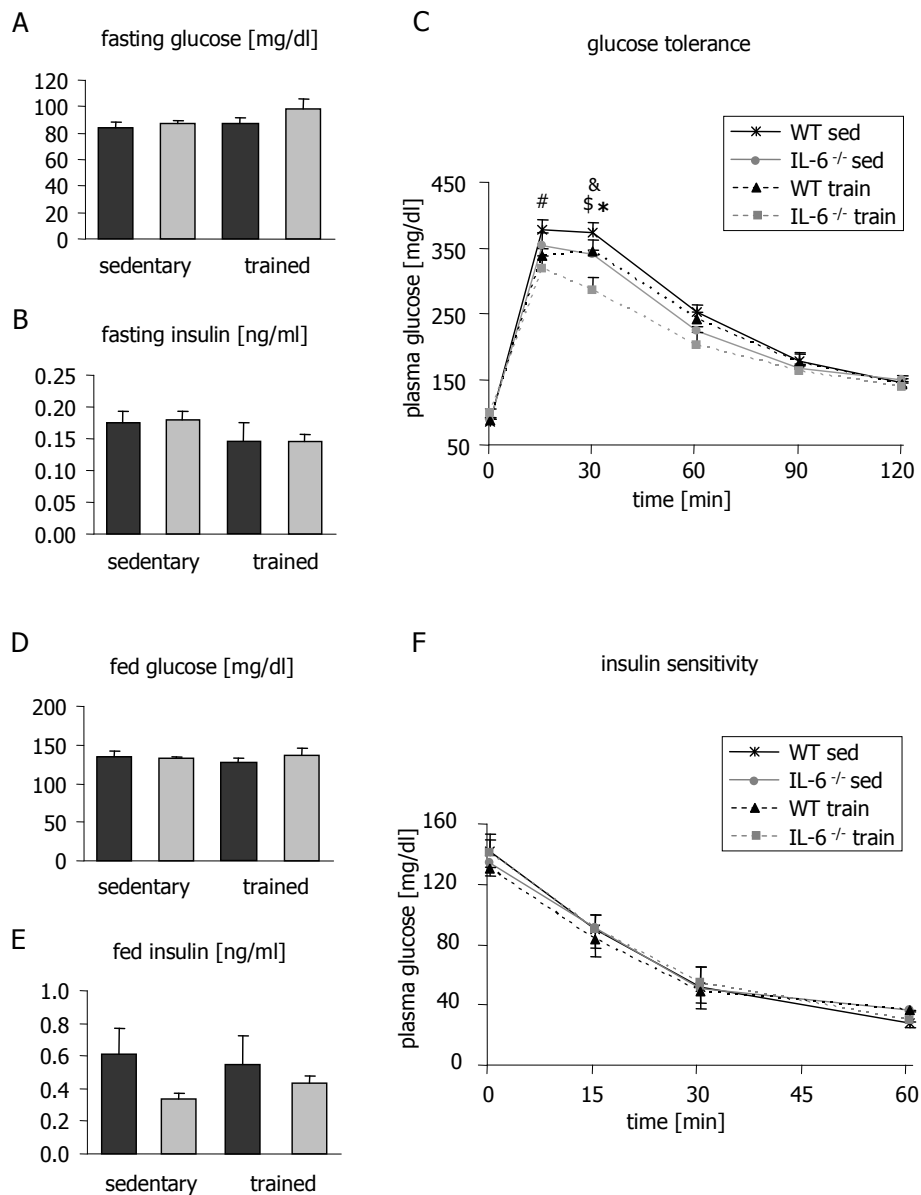 A
fasting glucose [mg/dl]
120
100
80
60
40
20
0
sedentary trained
B
fasting insulin [ng/ml]
0.25
0.20
0.15
0.10
0.05
0.00
sedentary trained
C
glucose tolerance
WT sed
IL-6 -/- sed
WT train
IL-6 -/- train
plasma glucose [mg/dl]
450
350
250
150
50
#
&
$*
0 30 60 90 120
time [min]
D
fed glucose [mg/dl]
200
150
100
50
0
sedentary trained
E
fed insulin [ng/ml]
1.0
0.8
0.6
0.4
0.2
0.0
sedentary trained
F
insulin sensitivity
WT sed
IL-6 -/- sed
WT train
IL-6 -/- train
plasma glucose [mg/dl]
160
120
80
40
0
0 15 30 45 60
time [min]